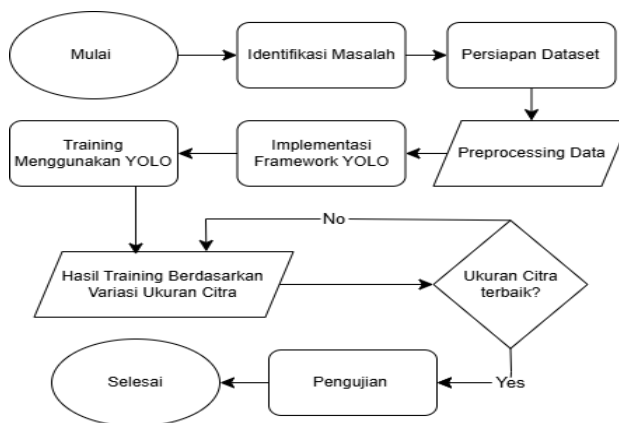 Mulai
Identifikasi Masalah
Persiapan Dataset
Preprocessing Data
Implementasi
Framework YOLO
Training
Menggunakan YOLO
Hasil Training Berdasarkan
Variasi Ukuran Citra
Ukuran Citra
terbaik?
No
Yes
Pengujian
Selesai